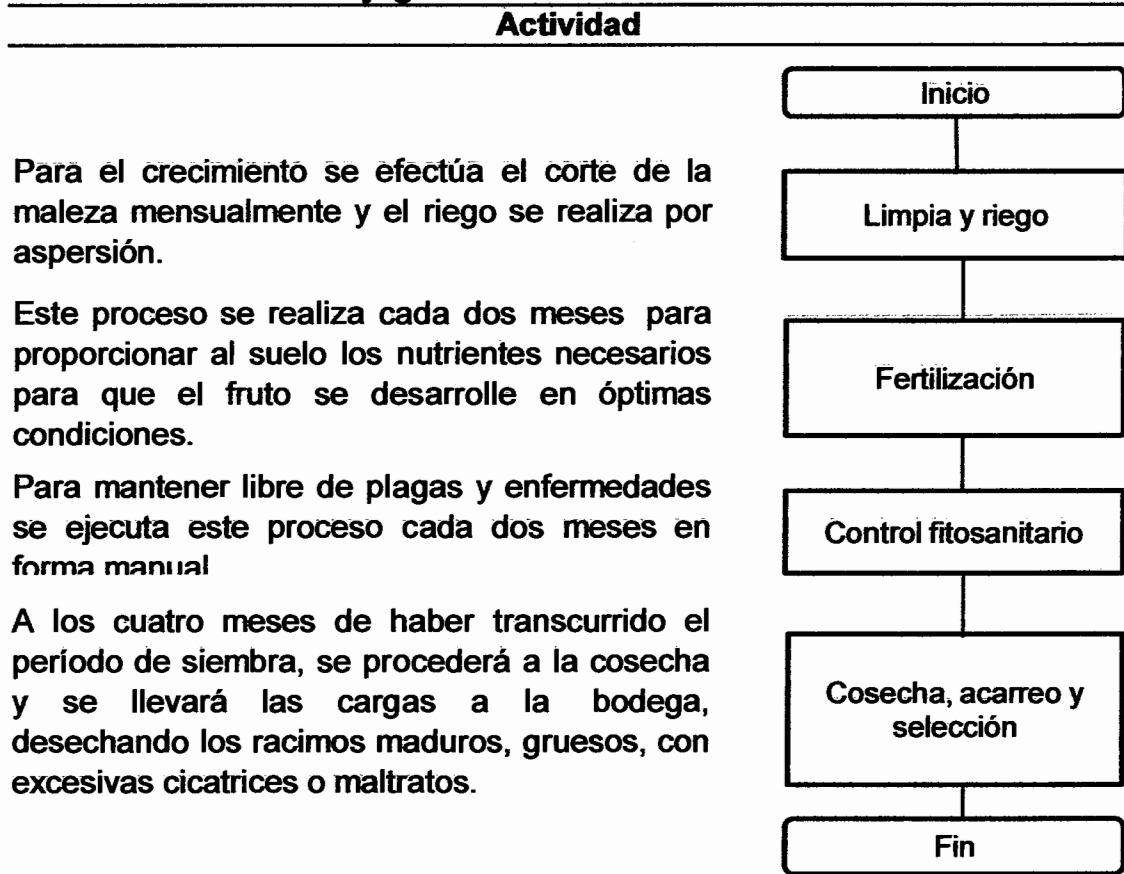 Actividad
Inicio
Para el crecimiento se efectúa el corte de la
maleza mensualmente y el riego se realiza por
aspersión.
Limpia y riego
Este proceso se realiza cada dos meses para
proporcionar al suelo los nutrientes necesarios
para que el fruto se desarrolle en óptimas
condiciones.
Fertilización
Para mantener libre de plagas y enfermedades
se ejecuta este proceso cada dos meses en
forma manual
Control fitosanitario
A los cuatro meses de haber transcurrido el
período de siembra, se procederá a la cosecha
y se llevará las cargas a la bodega,
desechando los racimos maduros, gruesos, con
excesivas cicatrices o maltratos.
Cosecha, acarreo y
selección
Fin